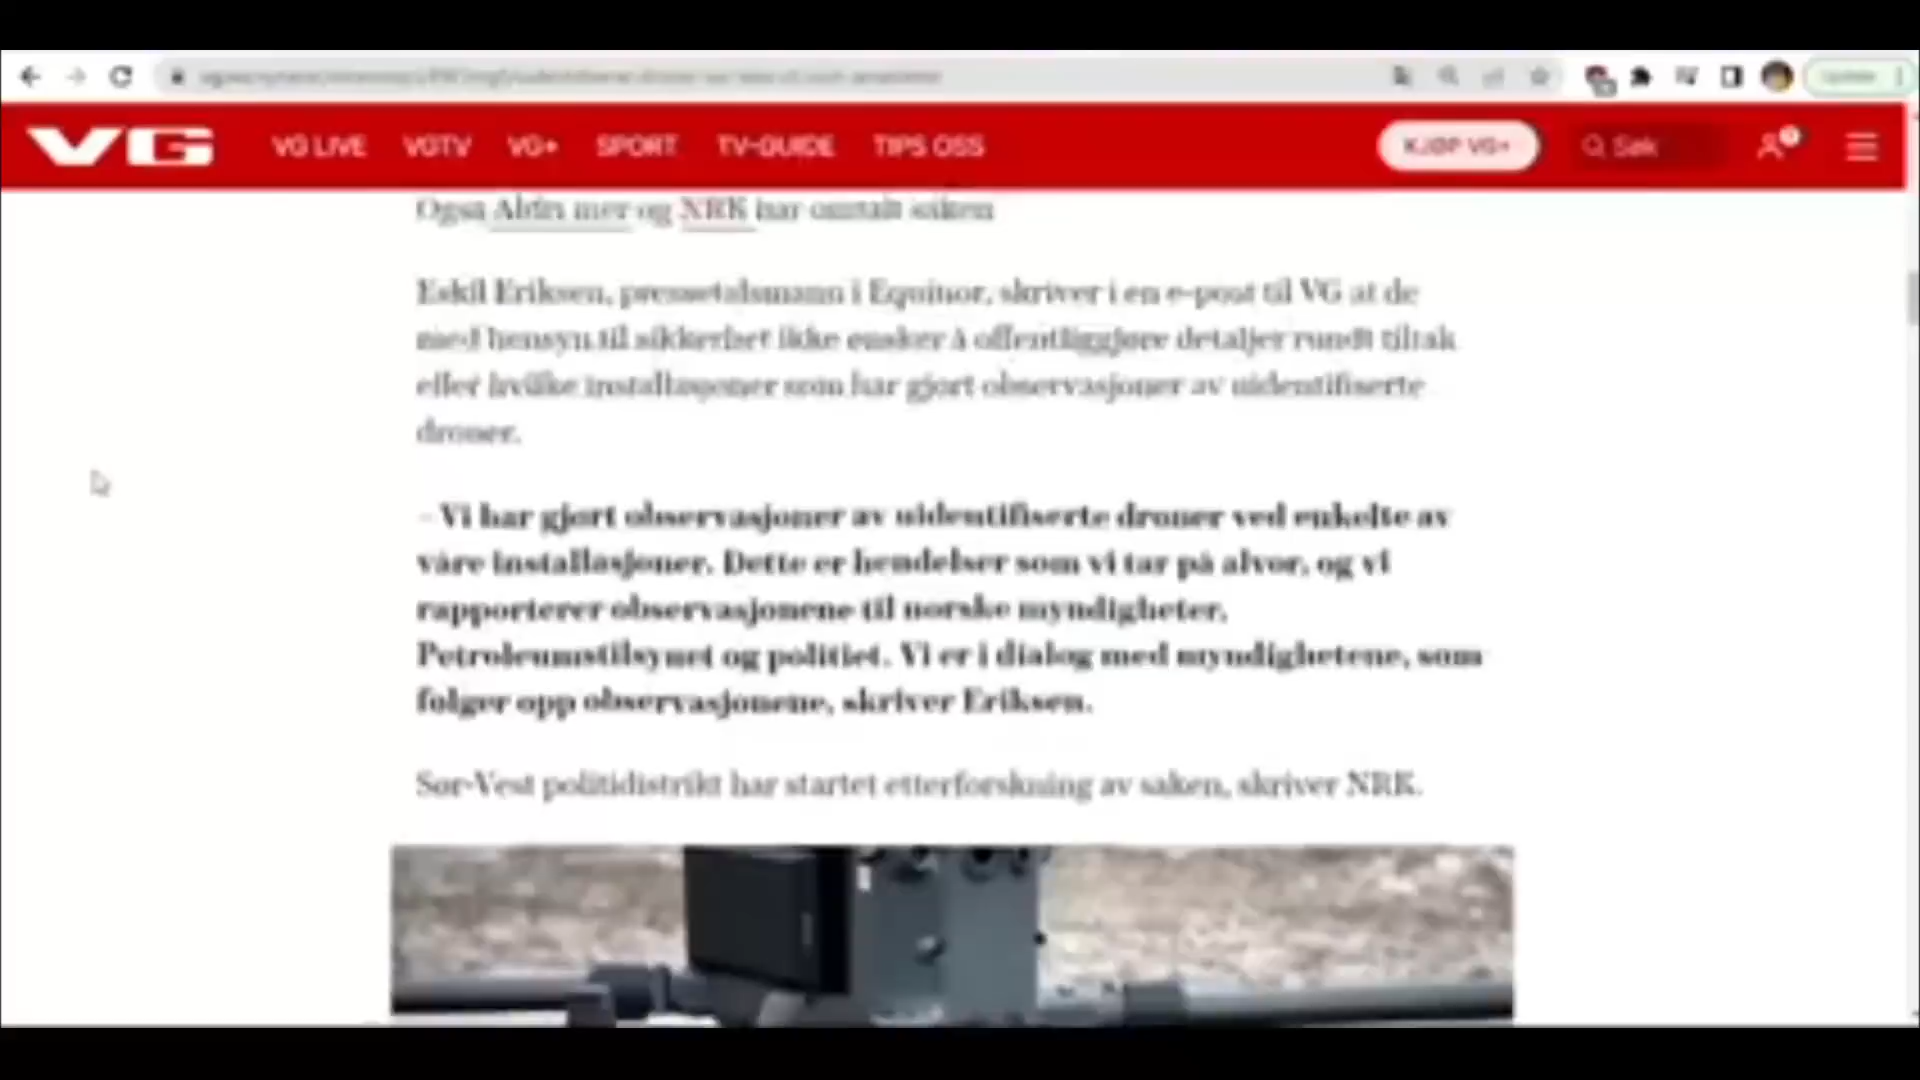 Update
VG
VG LIVE VGTV VG+ SPORT TV-GUIDE TIPS OSS
KJØP VG+ Søk
Også mer og NRK har omtalt saken
Eskil Eriksen, pressetalsmann i Equinor, skriver i en e-post til VG at de
med hensyn til sikkerhet ikke ønsker å offentliggjøre detaljer rundt tiltak
eller hvilke installasjoner som har gjort observasjoner av uidentifiserte
droner.
– Vi har gjort observasjoner av uidentifiserte droner ved enkelte av
våre installasjoner. Dette er hendelser som vi tar på alvor, og vi
rapporterer observasjonene til norske myndigheter,
Petroleumstilsynet og politiet. Vi er i dialog med myndighetene, som
følger opp observasjonene, skriver Eriksen.
Sør-Vest politidistrikt har startet etterforskning av saken, skriver NRK.